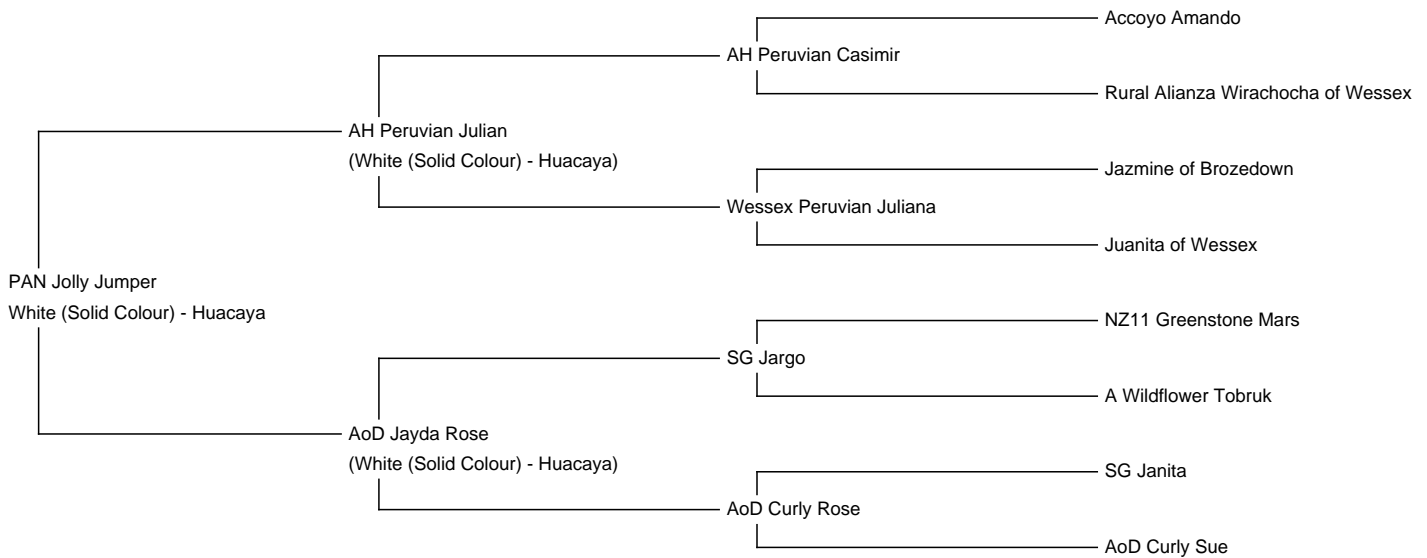 Accoyo Amando
AH Peruvian Casimir
Rural Alianza Wirachocha of Wessex
AH Peruvian Julian
(White (Solid Colour) - Huacaya)
Jazmine of Brozedown
Wessex Peruvian Juliana
Juanita of Wessex
PAN Jolly Jumper
White (Solid Colour) - Huacaya
NZ11 Greenstone Mars
SG Jargo
A Wildflower Tobruk
AoD Jayda Rose
(White (Solid Colour) - Huacaya)
SG Janita
AoD Curly Rose
AoD Curly Sue